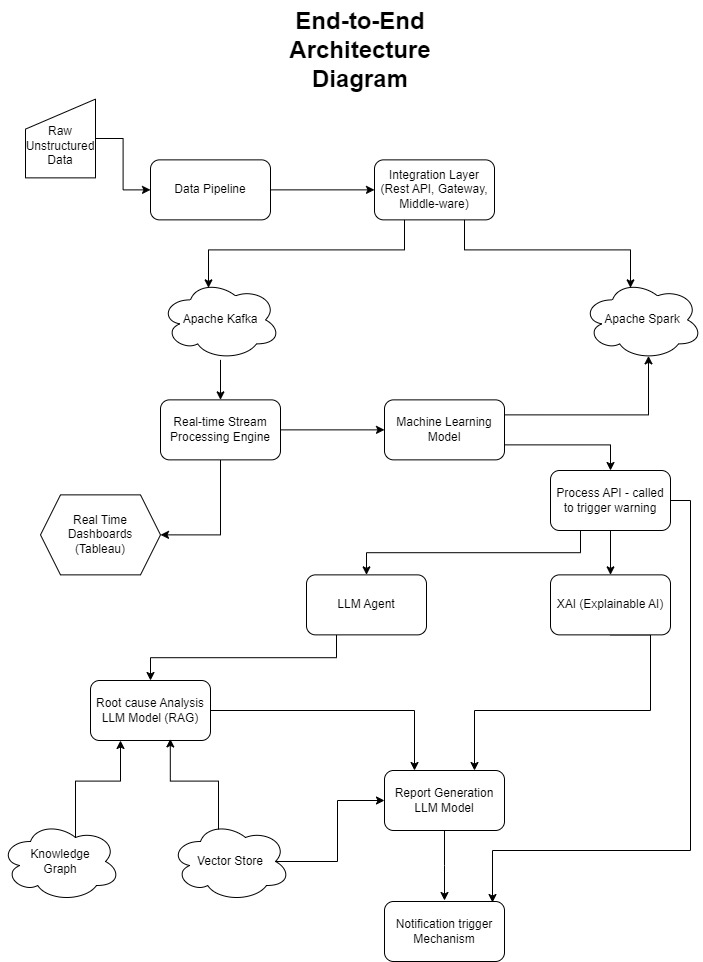 End-to-End
Architecture
Diagram
Raw
Unstructured
Data
Data Pipeline
Integration Layer
(Rest API, Gateway,
Middle-ware)
Apache Kafka
Apache Spark
Real-time Stream
Processing Engine
Machine Learning
Model
Process API - called
to trigger warning
Real Time
Dashboards
(Tableau)
LLM Agent
XAI (Explainable AI)
Root cause Analysis
LLM Model (RAG)
Report Generation
LLM Model
Knowledge
Graph
Vector Store
Notification trigger
Mechanism